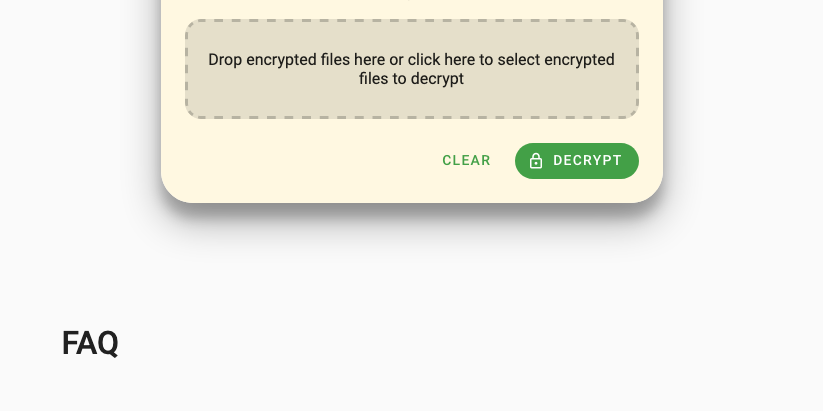 Drop encrypted files here or click here to select encrypted
files to decrypt
CLEAR
DECRYPT
FAQ